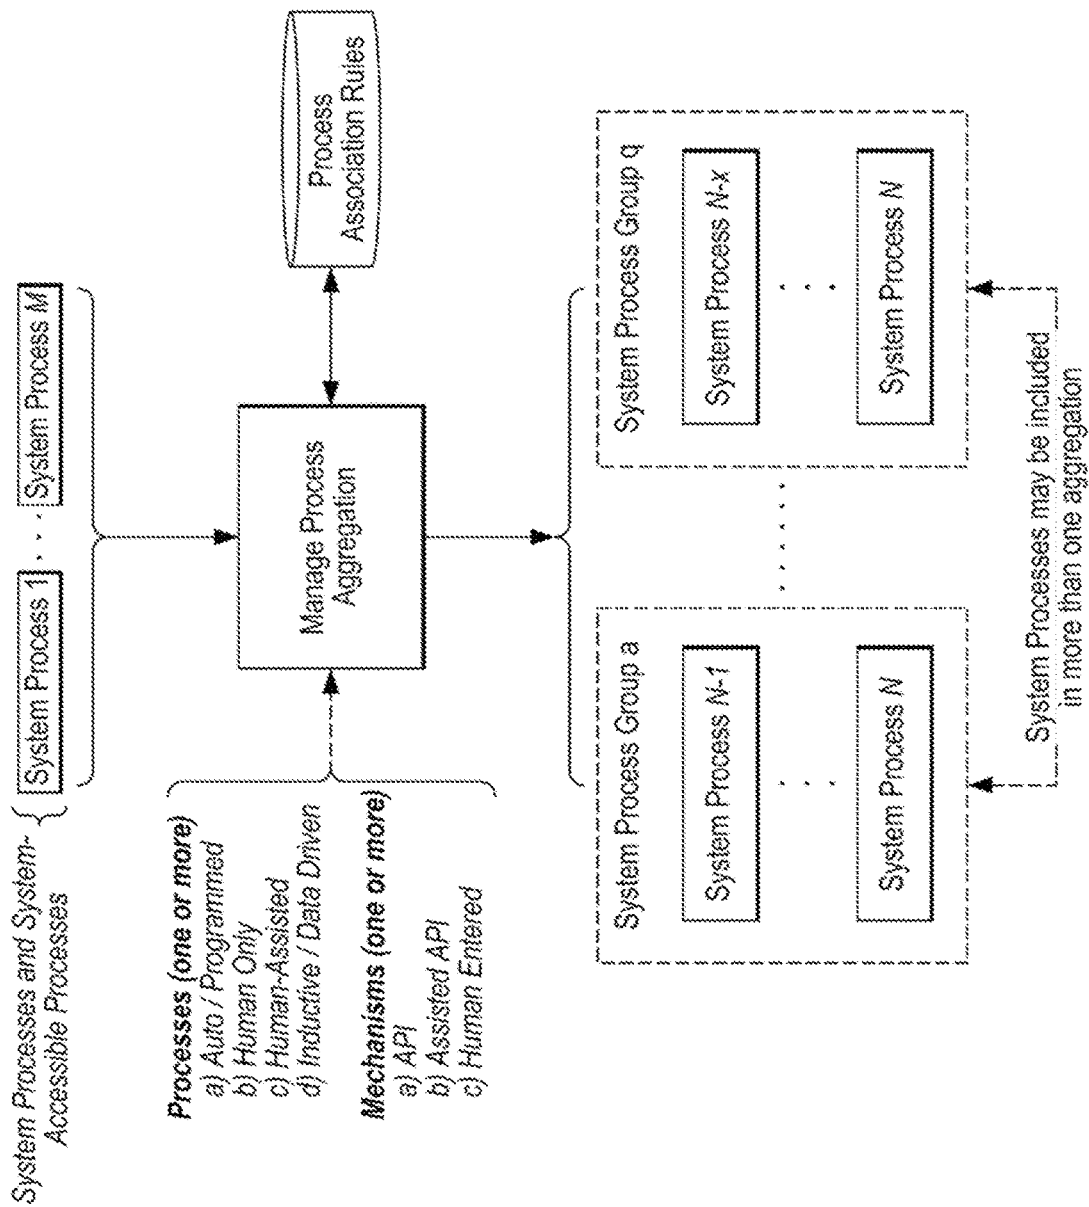 System Processes and System-
Accessible Processes
System Process 1
. . .
System Process M
Processes (one or more)
a) Auto / Programmed
b) Human Only
c) Human-Assisted
d) Inductive / Data Driven
Mechanisms (one or more)
a) API
b) Assisted API
c) Human Entered
Manage Process
Aggregation
Process
Association Rules
System Process Group a
System Process N-1
. . .
System Process N
. . . . . .
System Process Group q
System Process N-x
. . .
System Process N
System Processes may be included
in more than one aggregation